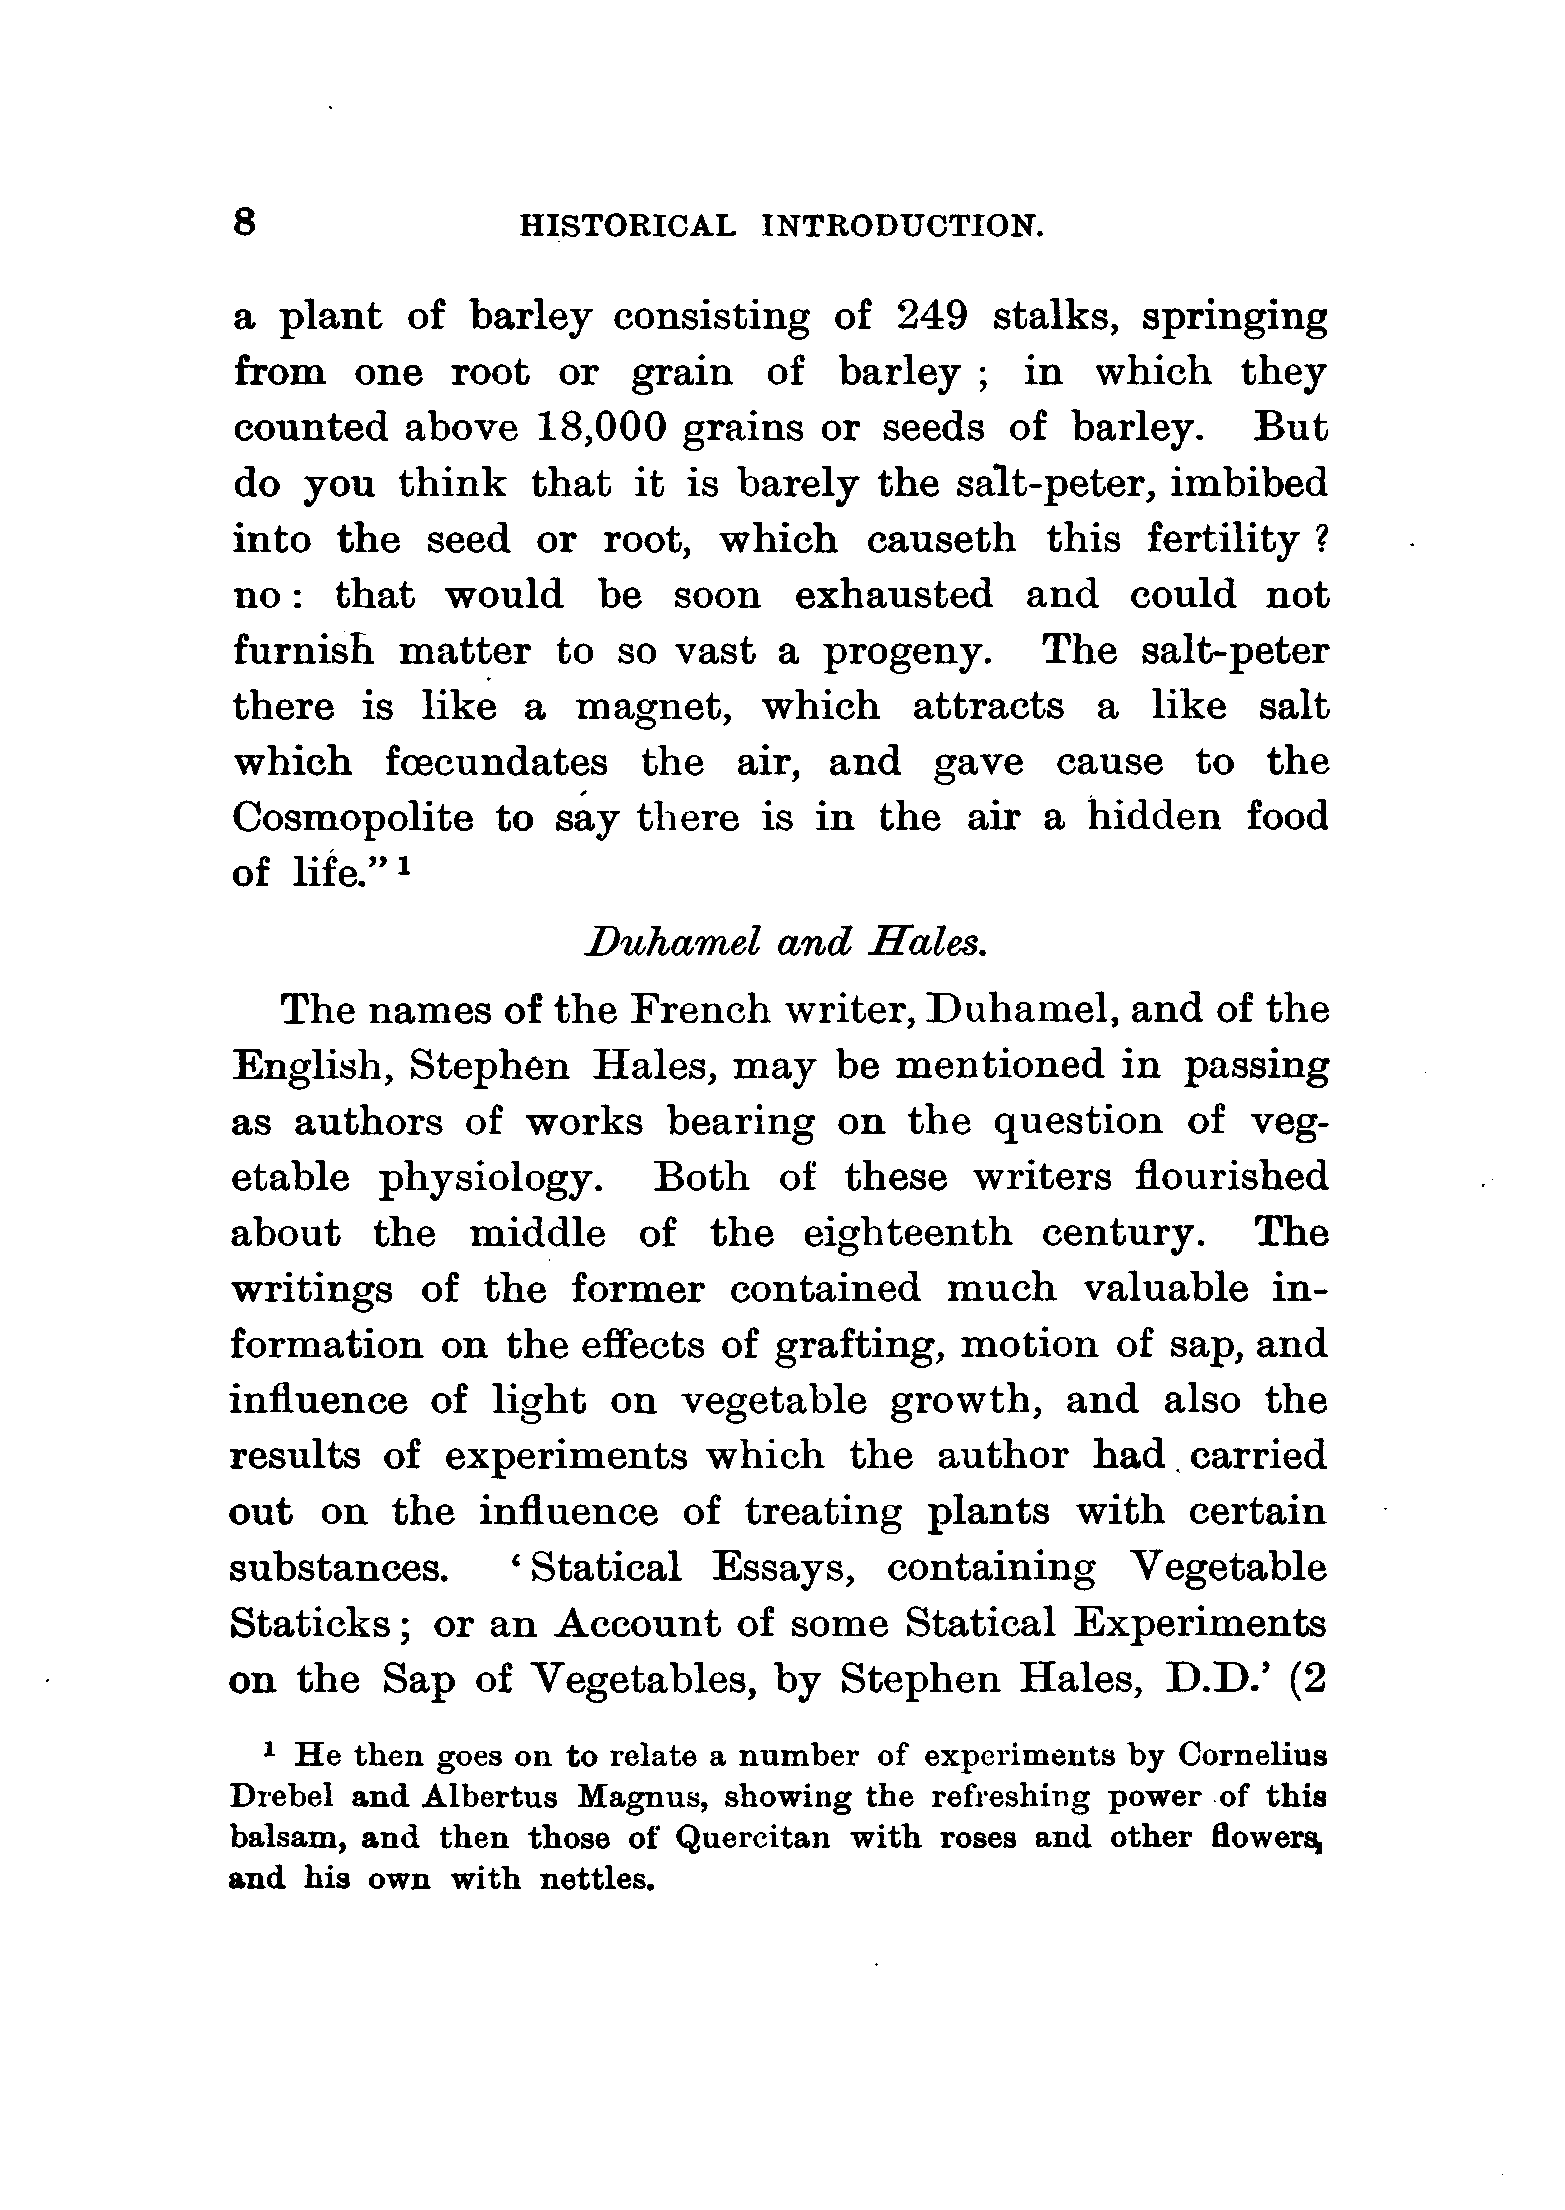 8 HISTORICAL INTRODUCTION.
a plant of barley consisting of 249 stalks, springing
from one root or grain of barley ; in which they
counted above 18,000 grains or seeds of barley. But
do you think that it is barely the salt-peter, imbibed
into the seed or root, which causeth this fertility ?
no : that would be soon exhausted and could not
furnish matter to so vast a progeny. The salt-peter
there is like a magnet, which attracts a like salt
which fœcundates the air, and gave cause to the
Cosmopolite to say there is in the air a hidden food
of life." 1
Duhamel and Hales.
The names of the French writer, Duhamel, and of the
English, Stephen Hales, may be mentioned in passing
as authors of works bearing on the question of veg-
etable physiology. Both of these writers flourished
about the middle of the eighteenth century. The
writings of the former contained much valuable in-
formation on the effects of grafting, motion of sap, and
influence of light on vegetable growth, and also the
results of experiments which the author had carried
out on the influence of treating plants with certain
substances. ‘Statical Essays, containing Vegetable
Staticks ; or an Account of some Statical Experiments
on the Sap of Vegetables, by Stephen Hales, D.D.’ (2
1 He then goes on to relate a number of experiments by Cornelius
Drebel and Albertus Magnus, showing the refreshing power of this
balsam, and then those of Quercitan with roses and other flowers,
and his own with nettles.